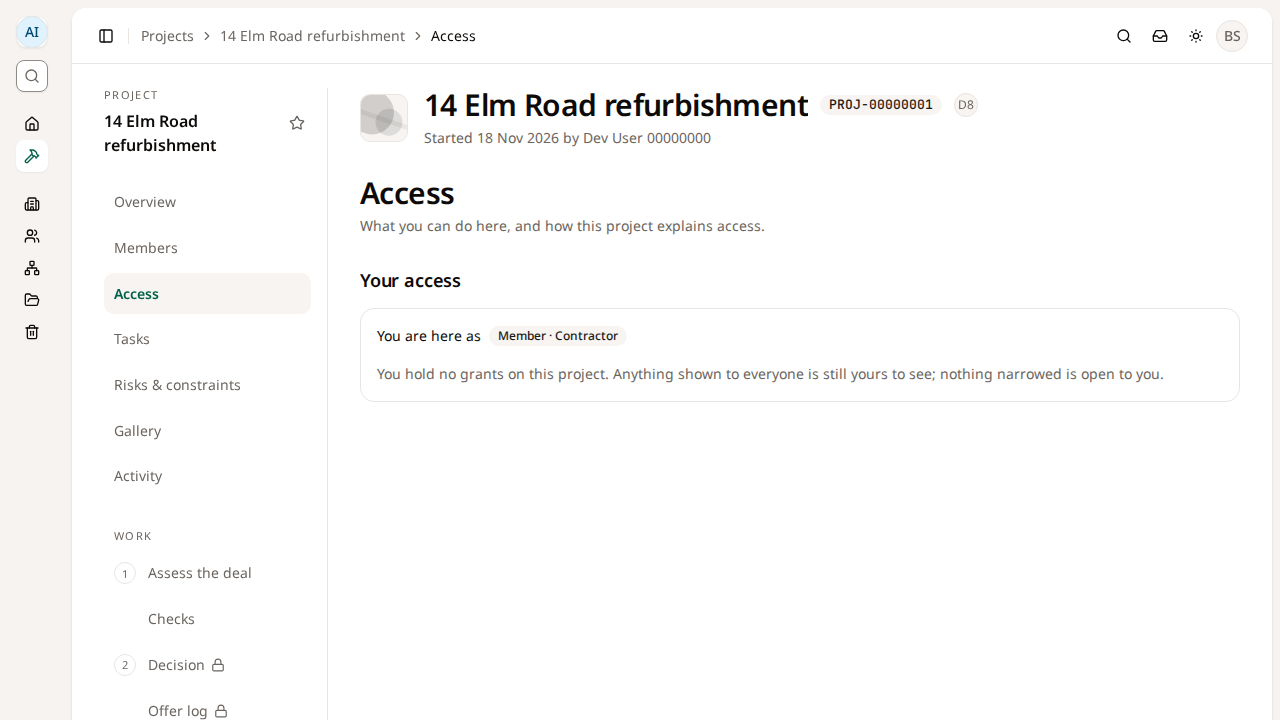 AI
Projects
14 Elm Road refurbishment
Access
BS
PROJECT
14 Elm Road
refurbishment
Overview
Members
Access
Tasks
Risks & constraints
Gallery
Activity
WORK
1 Assess the deal
Checks
2 Decision
Offer log
14 Elm Road refurbishment PROJ-00000001 D8
Started 18 Nov 2026 by Dev User 00000000
Access
What you can do here, and how this project explains access.
Your access
You are here as Member · Contractor
You hold no grants on this project. Anything shown to everyone is still yours to see; nothing narrowed is open to you.